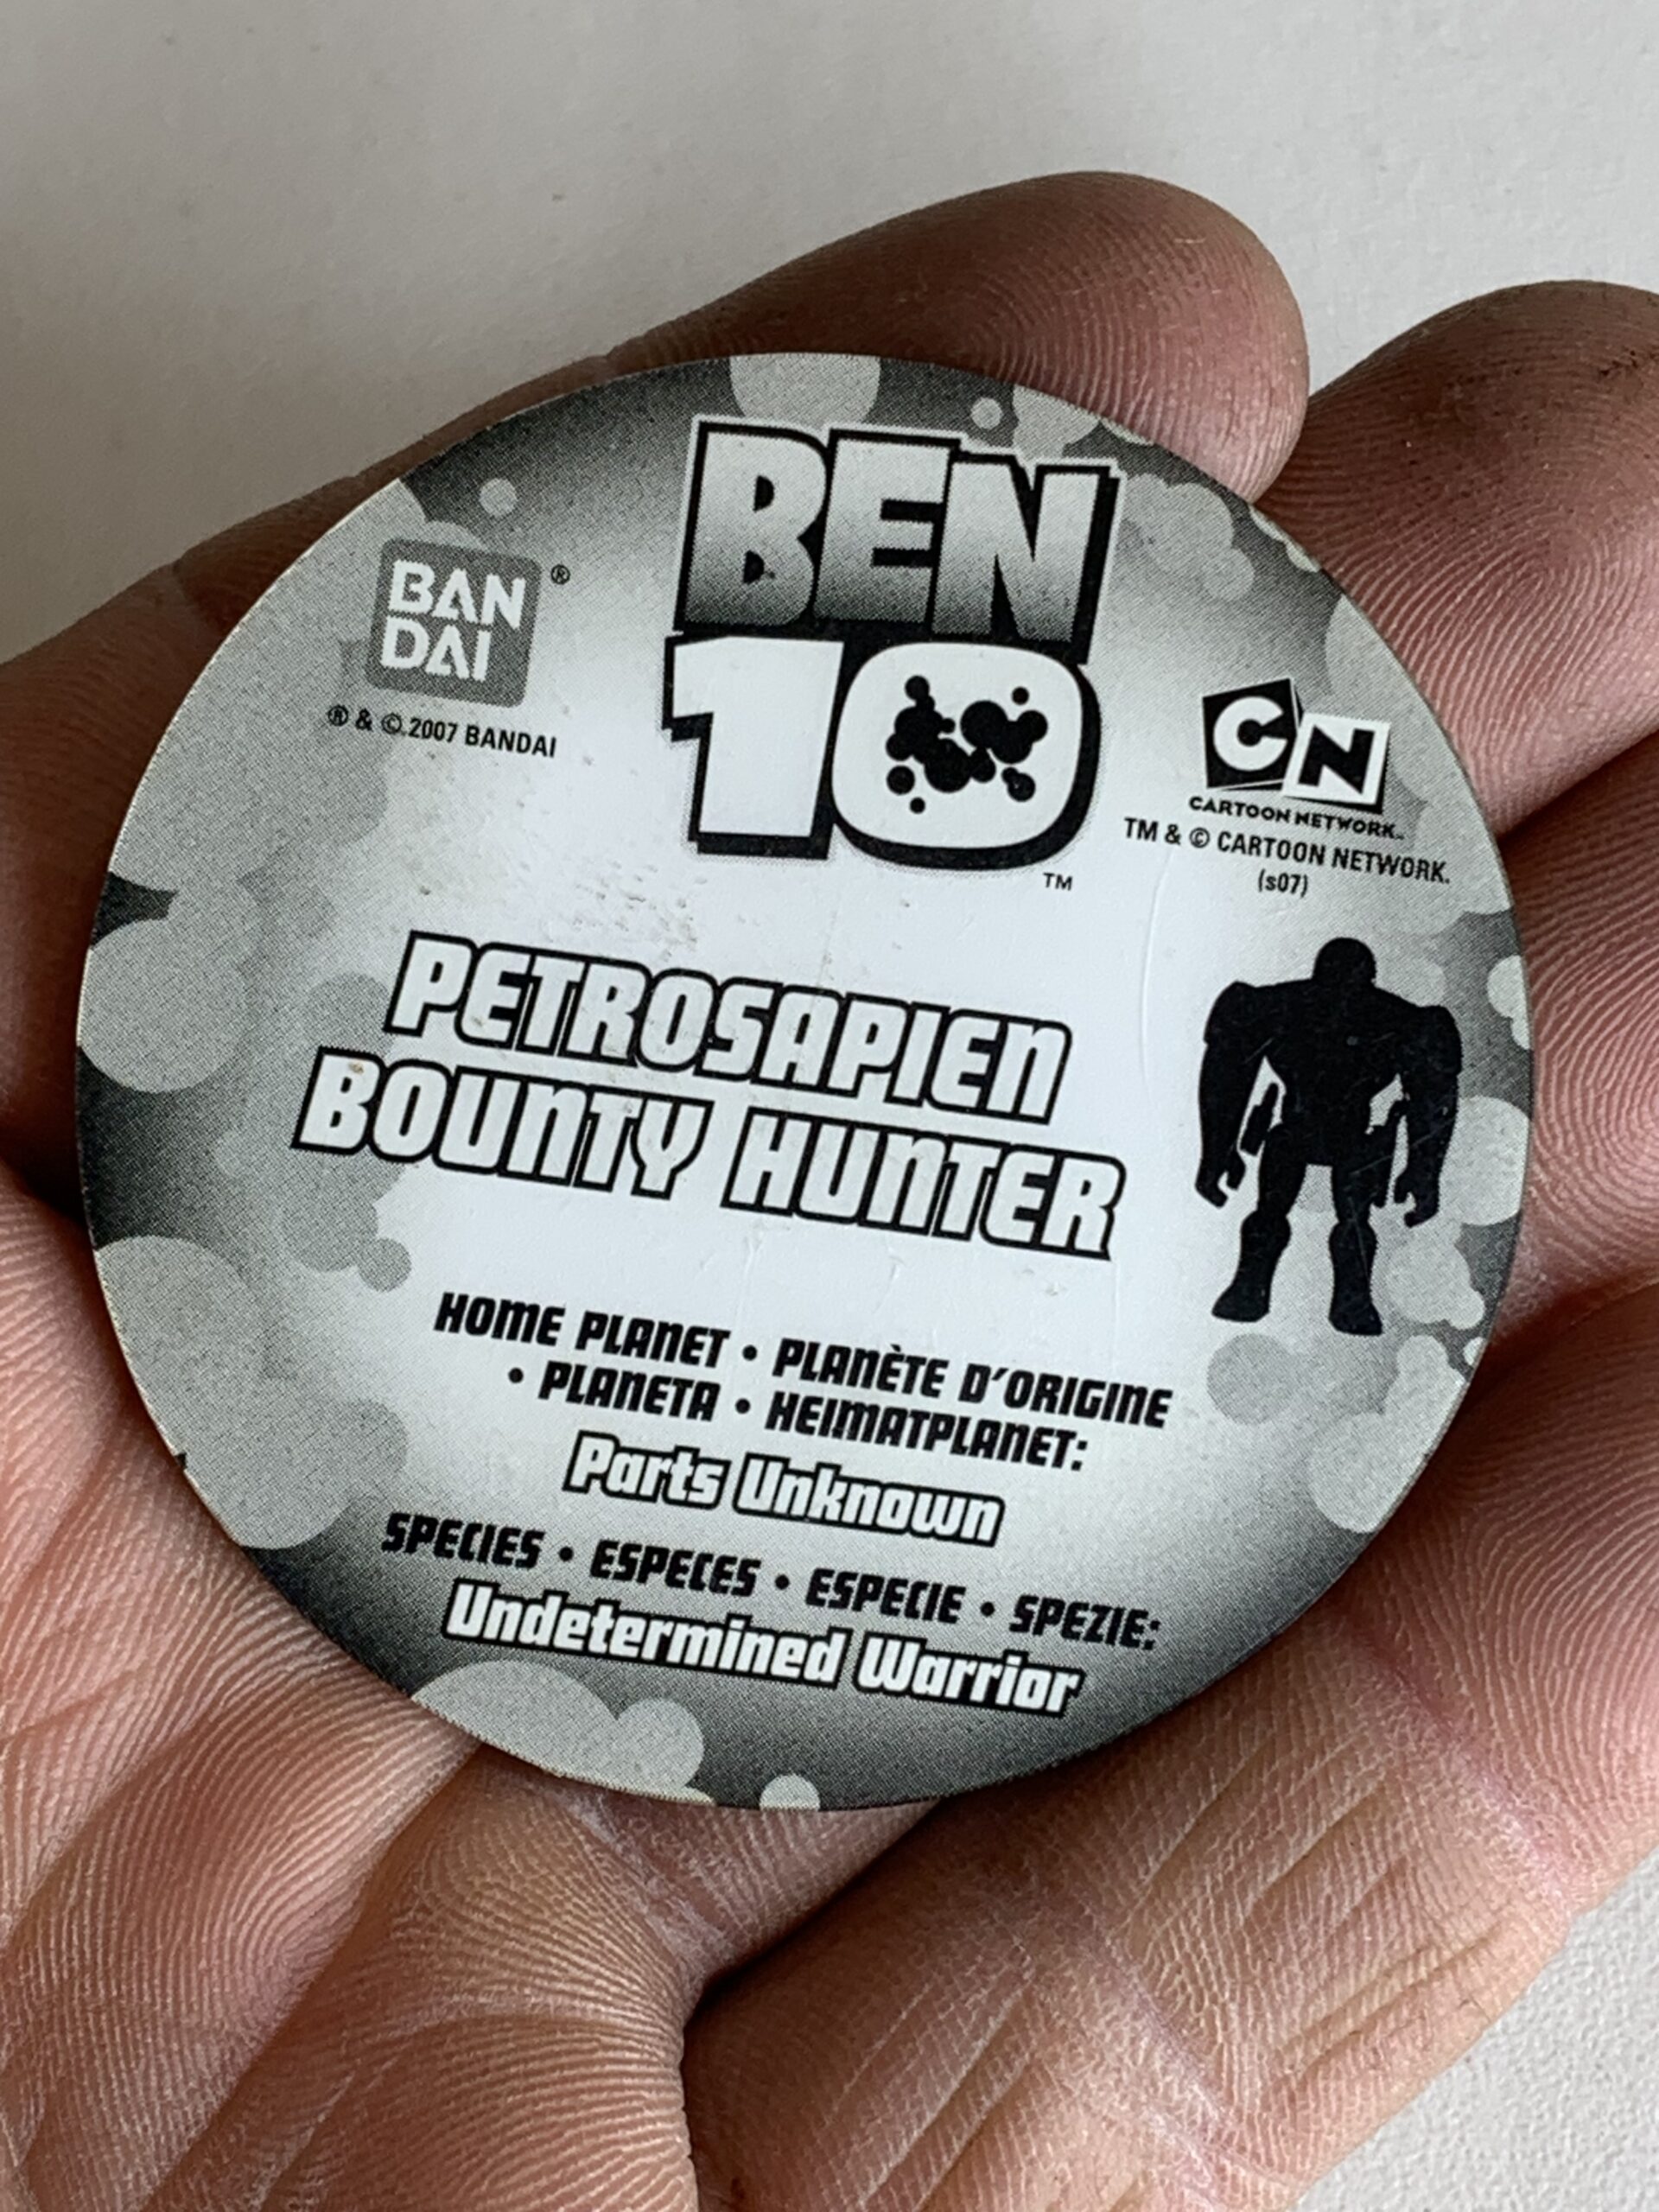 BEN
10
™
BAN
DAI
®
® & © 2007 BANDAI
CN
CARTOON NETWORK™
TM & © CARTOON NETWORK.
(s07)
PETROSAPIEN
BOUNTY HUNTER
HOME PLANET • PLANÈTE D'ORIGINE
• PLANETA • HEIMATPLANET:
Parts Unknown
SPECIES • ESPECES • ESPECIE • SPEZIE:
Undetermined Warrior